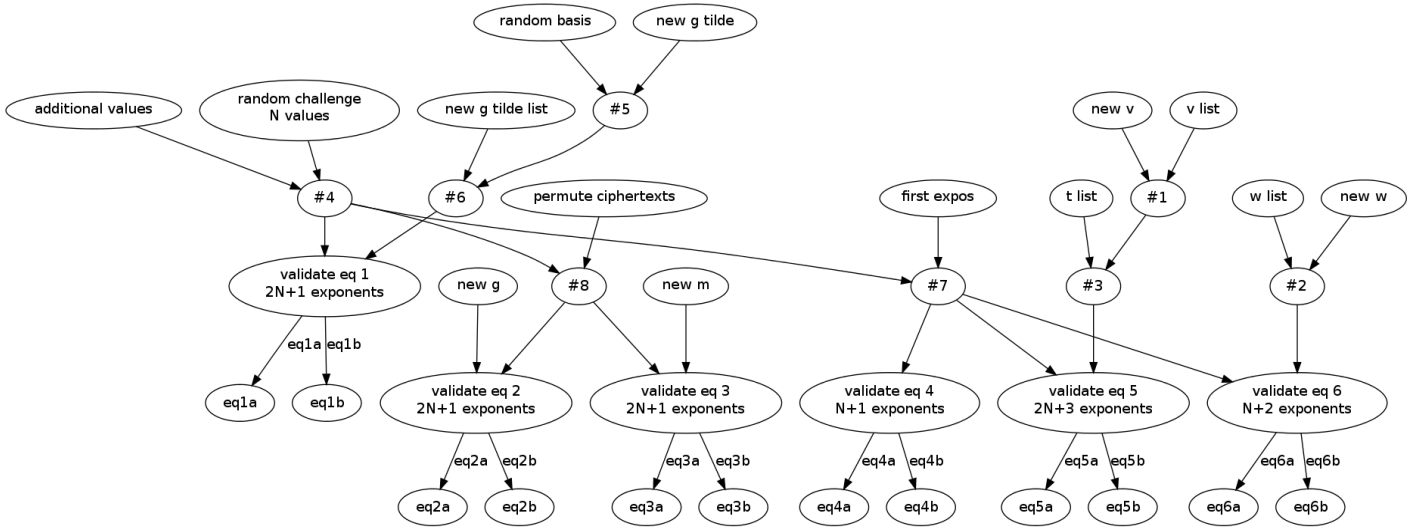 random basis
new g tilde
additional values
random challenge
N values
new g tilde list
#5
new v
v list
#4
#6
permute ciphertexts
first expos
t list
#1
w list
new w
validate eq 1
2N+1 exponents
new g
#8
new m
#7
#3
#2
eq1a
eq1b
validate eq 2
2N+1 exponents
validate eq 3
2N+1 exponents
validate eq 4
N+1 exponents
validate eq 5
2N+3 exponents
validate eq 6
N+2 exponents
eq1a
eq1b
eq2a
eq2b
eq3a
eq3b
eq4a
eq4b
eq5a
eq5b
eq6a
eq6b
eq2a
eq2b
eq3a
eq3b
eq4a
eq4b
eq5a
eq5b
eq6a
eq6b